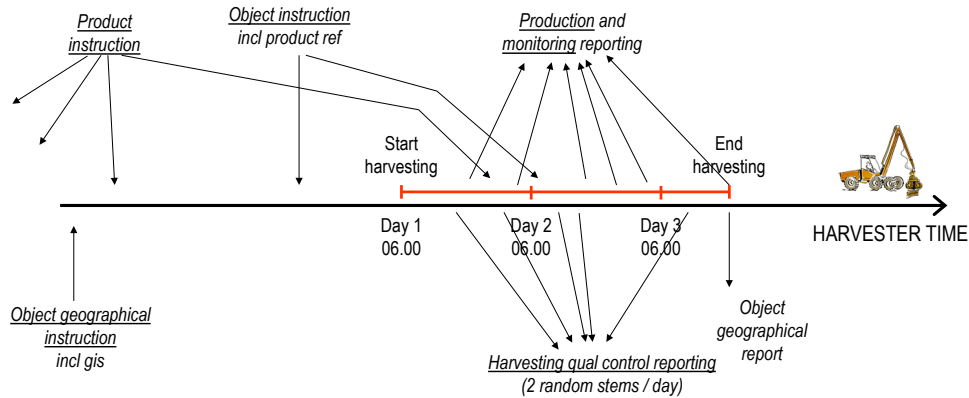 Product
instruction
Object instruction
incl product ref
Production and
monitoring reporting
Start
harvesting
End
harvesting
Day 1
06.00
Day 2
06.00
Day 3
06.00
HARVESTER TIME
Object geographical
instruction
incl gis
Harvesting qual control reporting
(2 random stems / day)
Object
geographical
report